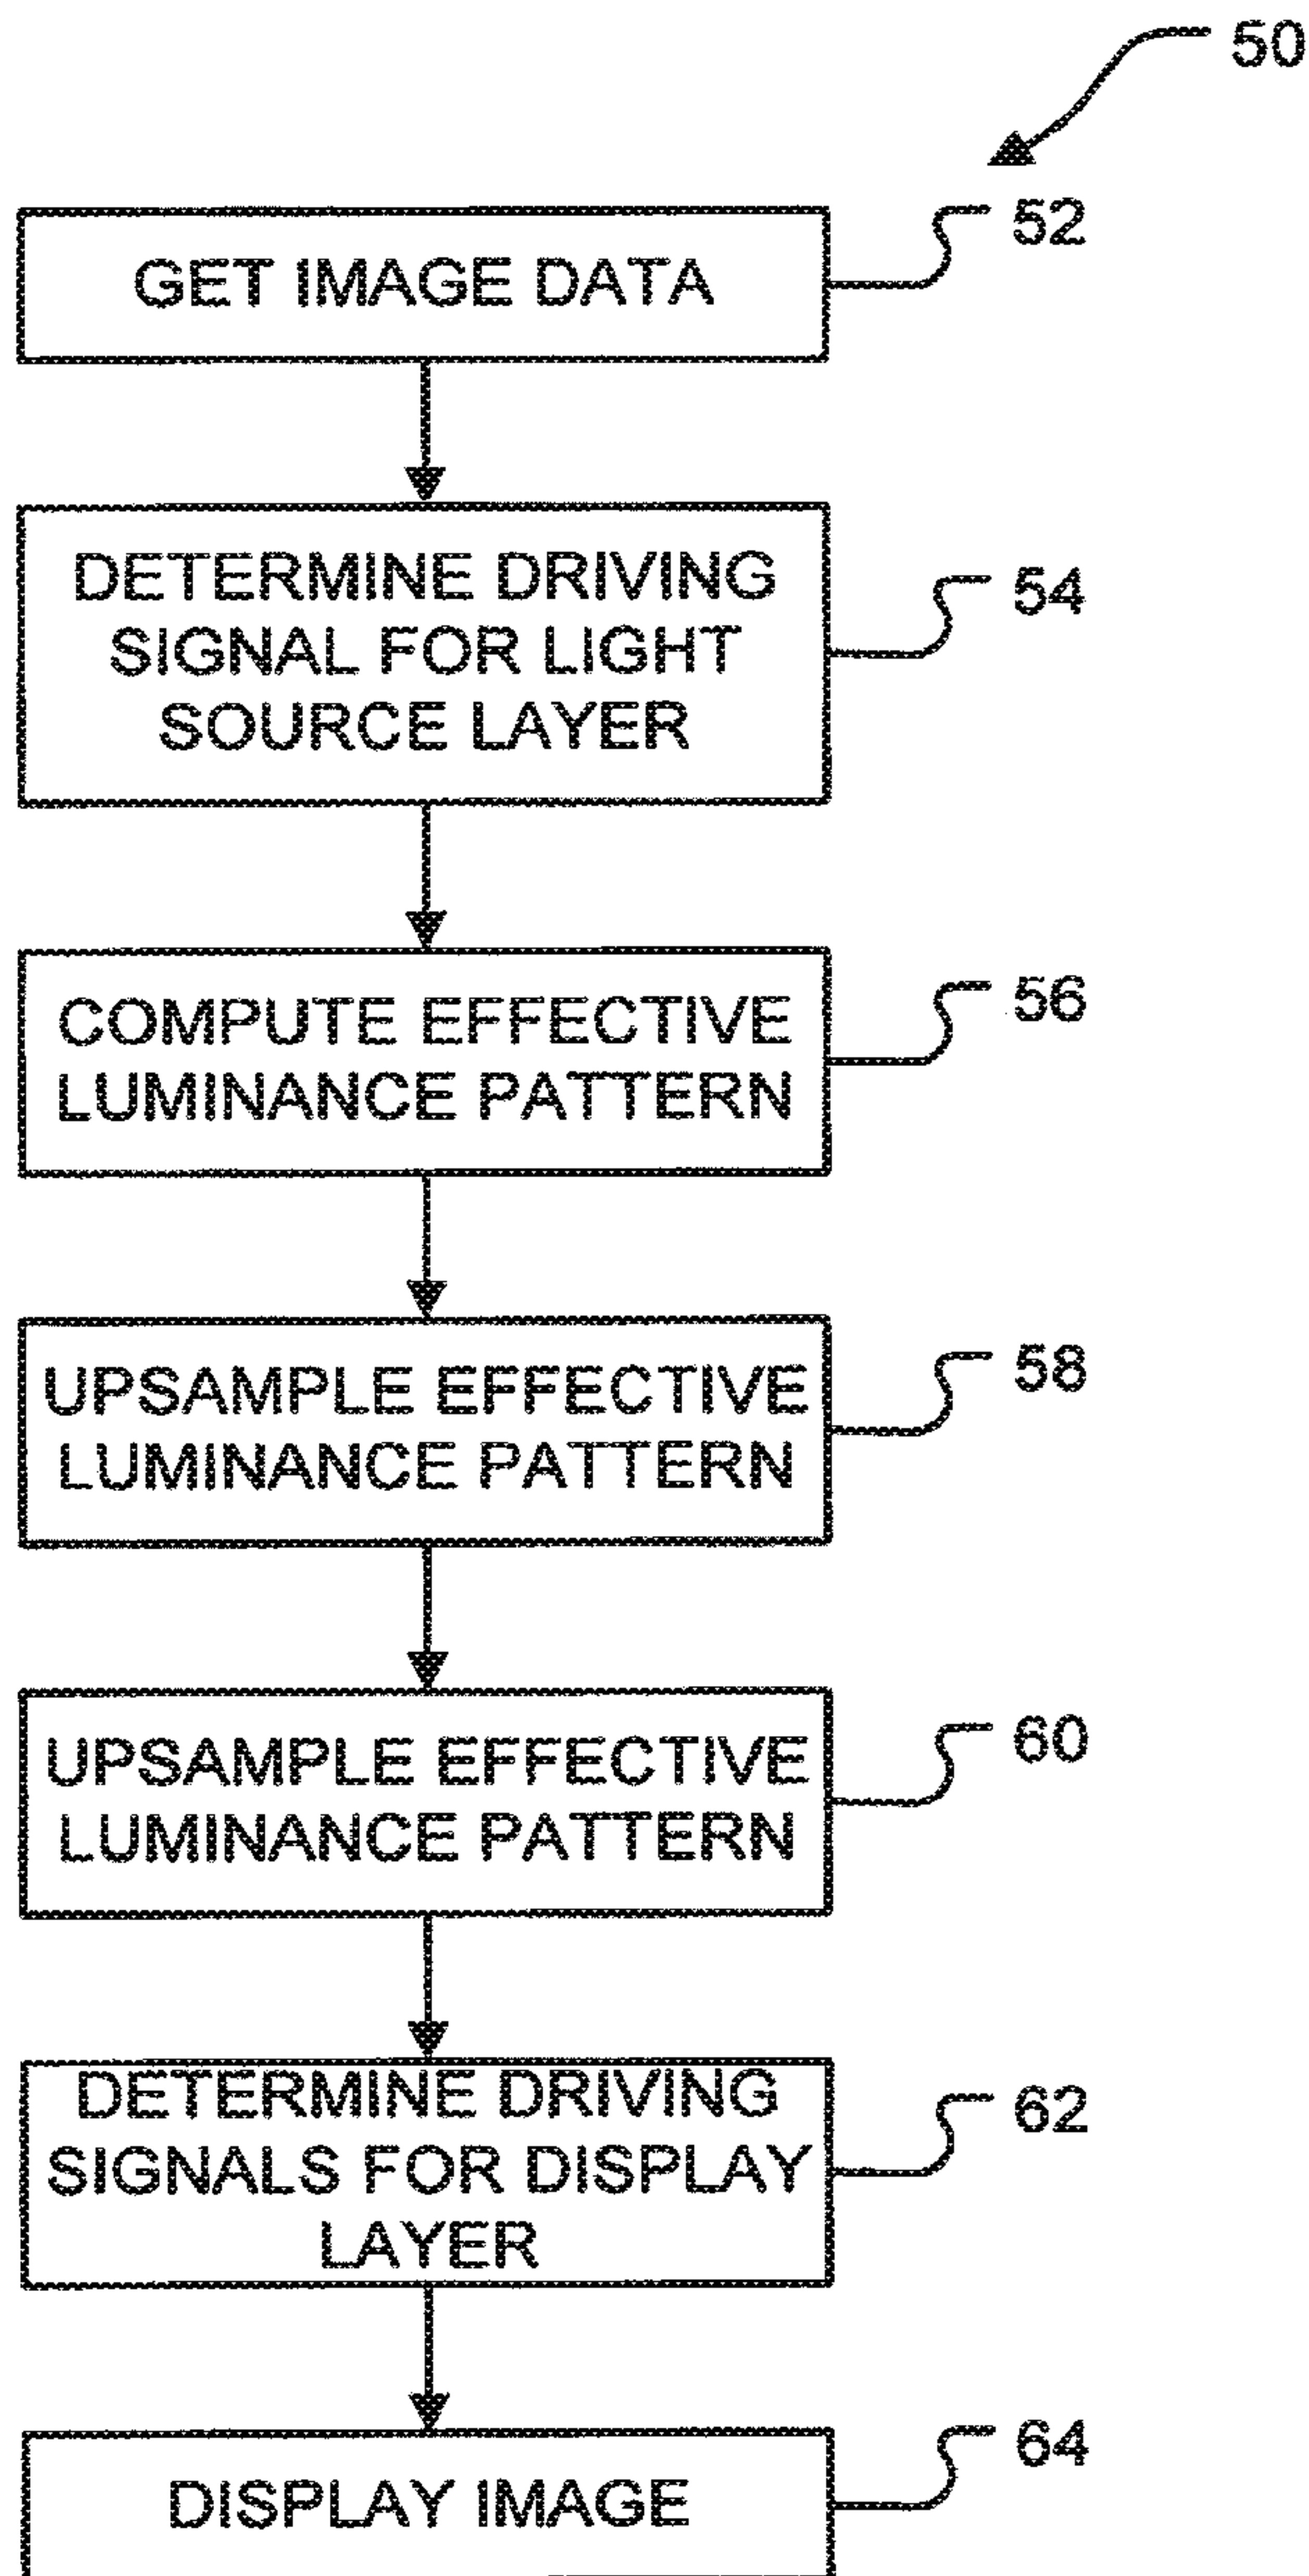 50
52
GET IMAGE DATA
54
DETERMINE DRIVING
SIGNAL FOR LIGHT
SOURCE LAYER
56
COMPUTE EFFECTIVE
LUMINANCE PATTERN
58
UPSAMPLE EFFECTIVE
LUMINANCE PATTERN
60
UPSAMPLE EFFECTIVE
LUMINANCE PATTERN
62
DETERMINE DRIVING
SIGNALS FOR DISPLAY
LAYER
64
DISPLAY IMAGE